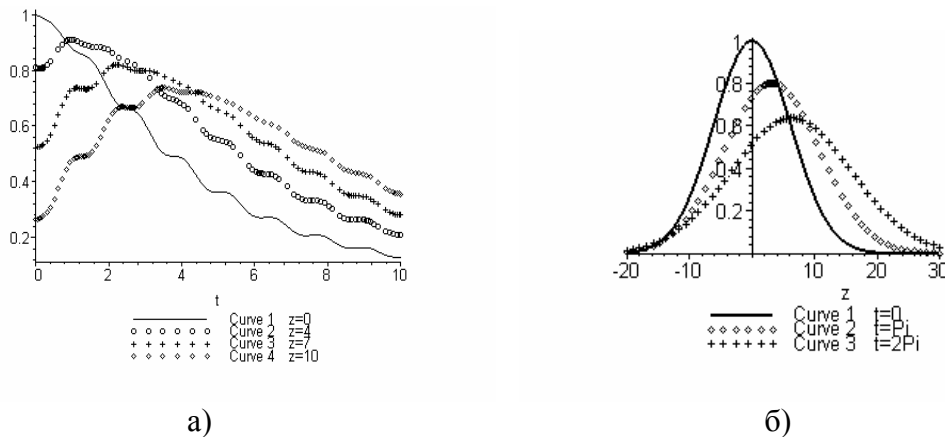 1
0.8
0.6
0.4
0.2
0 2 4 6 8 10
t
Curve 1 z=0
Curve 2 z=4
Curve 3 z=7
Curve 4 z=10
а)
1
0.8
0.6
0.4
0.2
-20 -10 0 10 20 30
z
Curve 1 t=0
Curve 2 t=Pi
Curve 3 t=2Pi
б)